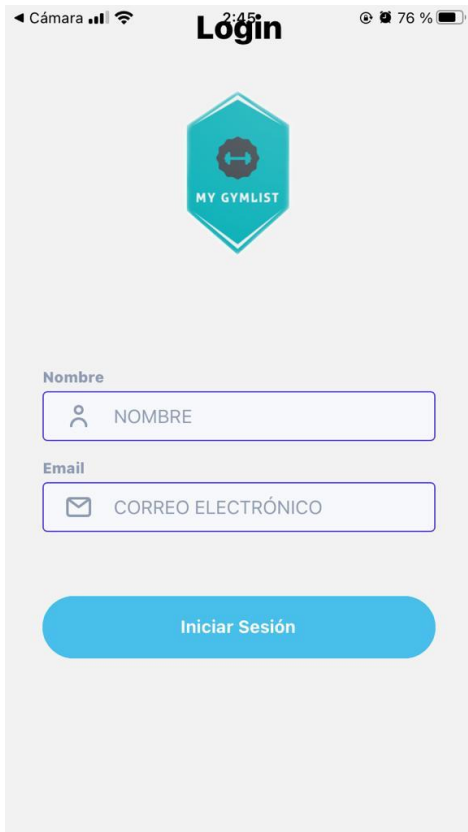 ◀ Cámara 2:45 76 %
Login
MY GYMLIST
Nombre
NOMBRE
Email
CORREO ELECTRÓNICO
Iniciar Sesión